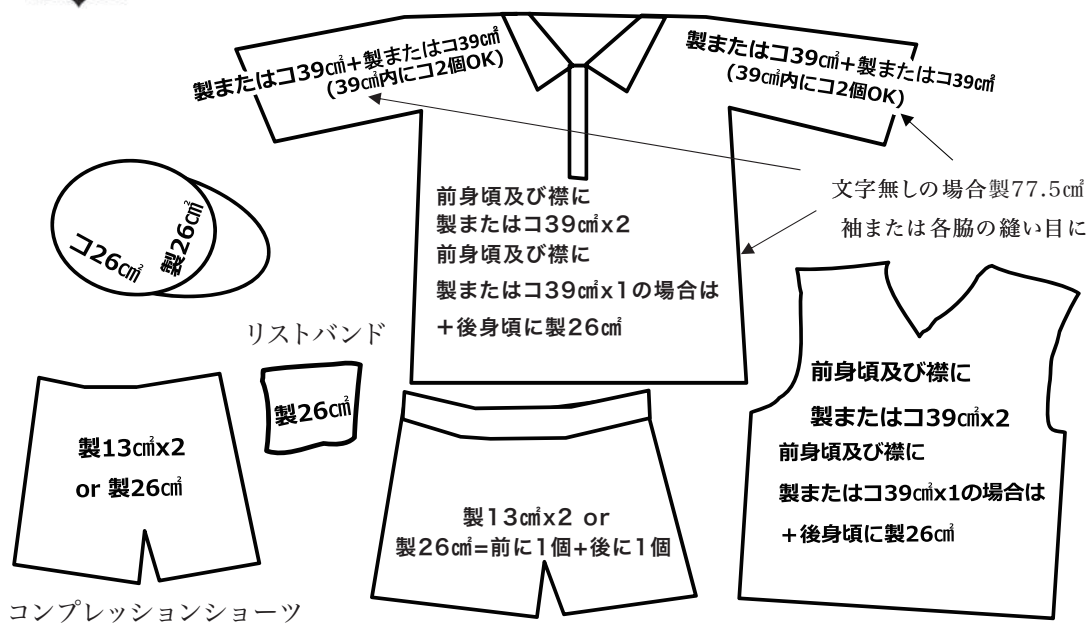 製またはコ39㎠+製またはコ39㎠
(39㎠内にコ2個OK)
製またはコ39㎠+製またはコ39㎠
(39㎠内にコ2個OK)
文字無しの場合製77.5㎠
袖または各脇の縫い目に
前身頃及び襟に
製またはコ39㎠x2
前身頃及び襟に
製またはコ39㎠x1の場合は
+後身頃に製26㎠
コ26㎠
製26㎠
リストバンド
製26㎠
製13㎠x2
or 製26㎠
コンプレッションショーツ
製13㎠x2 or
製26㎠=前に1個+後に1個
前身頃及び襟に
製またはコ39㎠x2
前身頃及び襟に
製またはコ39㎠x1の場合は
+後身頃に製26㎠